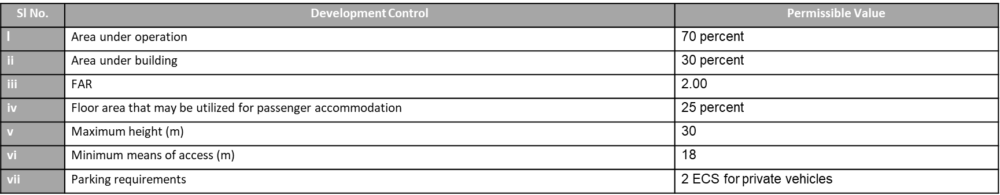 Sl No. Development Control Permissible Value
l Area under operation 70 percent
ii Area under building 30 percent
iii FAR 2.00
iv Floor area that may be utilized for passenger accommodation 25 percent
v Maximum height (m) 30
vi Minimum means of access (m) 18
vii Parking requirements 2 ECS for private vehicles